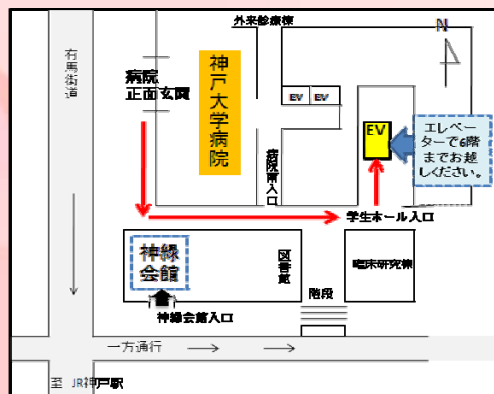 外来診療棟
N
有馬街道
病院
正面玄関
神戸大学病院
EV EV
EV
エレベー
ターで6階
までお越
しください。
病院南入口
学生ホール入口
神緑
会館
図書館
臨床研究棟
階段
神緑会館入口
一方通行
至 JR神戸駅